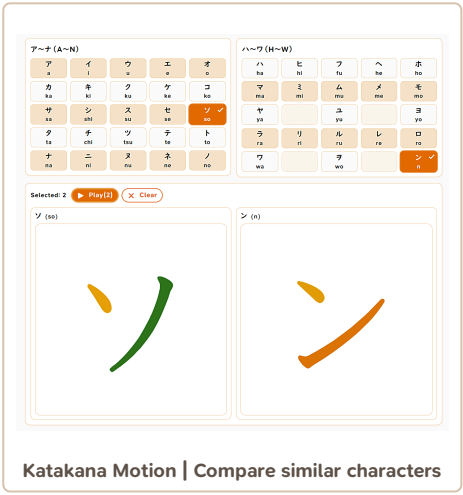 ア～ナ (A～N)
ア イ ウ エ オ
a i u e o
カ キ ク ケ コ
ka ki ku ke ko
サ シ ス セ ソ
sa shi su se so
タ チ ツ テ ト
ta chi tsu te to
ナ ニ ヌ ネ ノ
na ni nu ne no
ハ～ワ (H～W)
ハ ヒ フ ヘ ホ
ha hi fu he ho
マ ミ ム メ モ
ma mi mu me mo
ヤ ユ ヨ
ya yu yo
ラ リ ル レ ロ
ra ri ru re ro
ワ ヲ ン
wa wo n
Selected: 2 Play(2) Clear
ソ (so)
ソ
ン (n)
ン
Katakana Motion | Compare similar characters